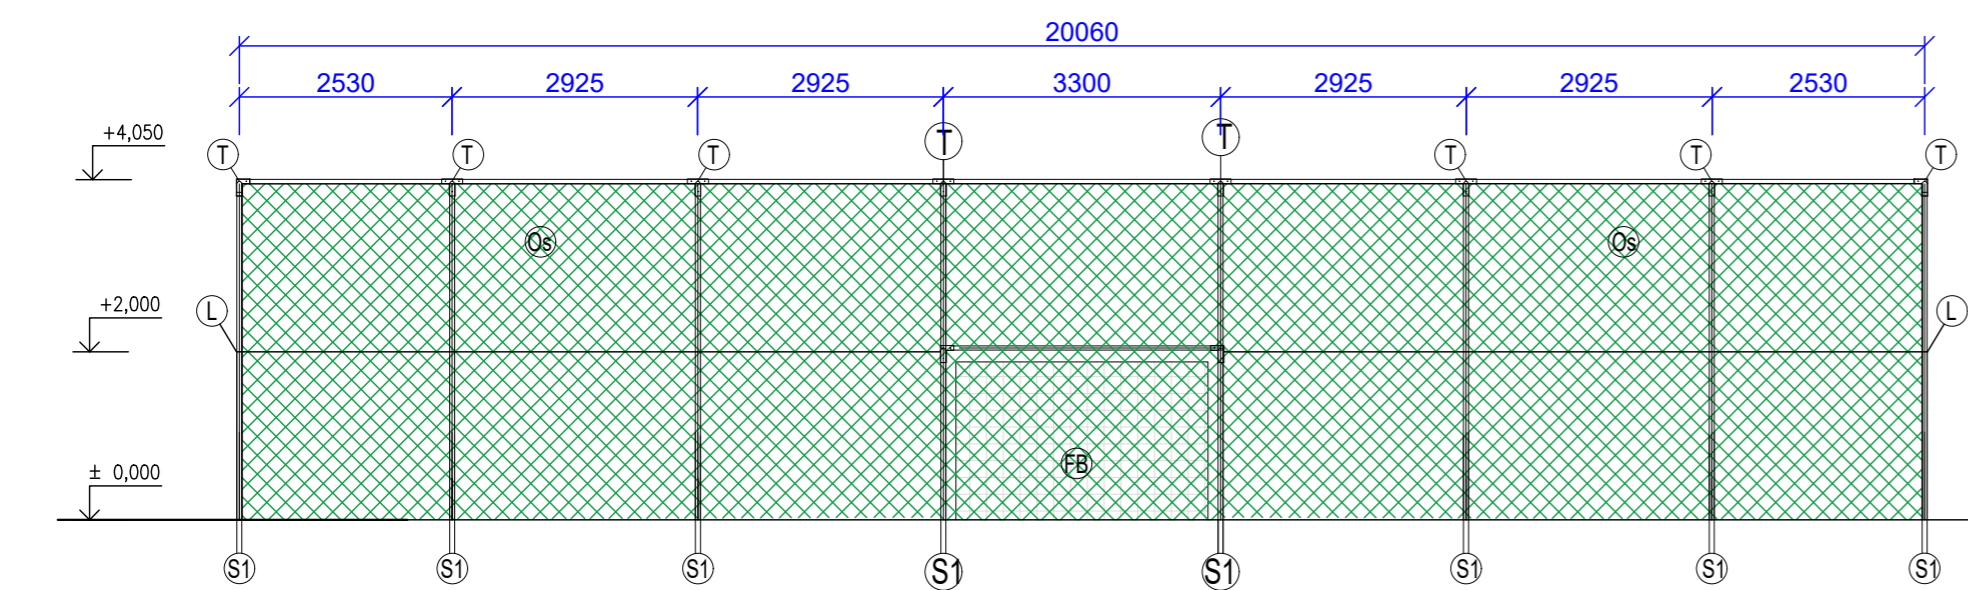 20060
2530 2925 2925 3300 2925 2925 2530
+4,050
T T T T T T T T
Os Os
+2,000
L L
± 0,000
FB
S1 S1 S1 S1 S1 S1 S1 S1